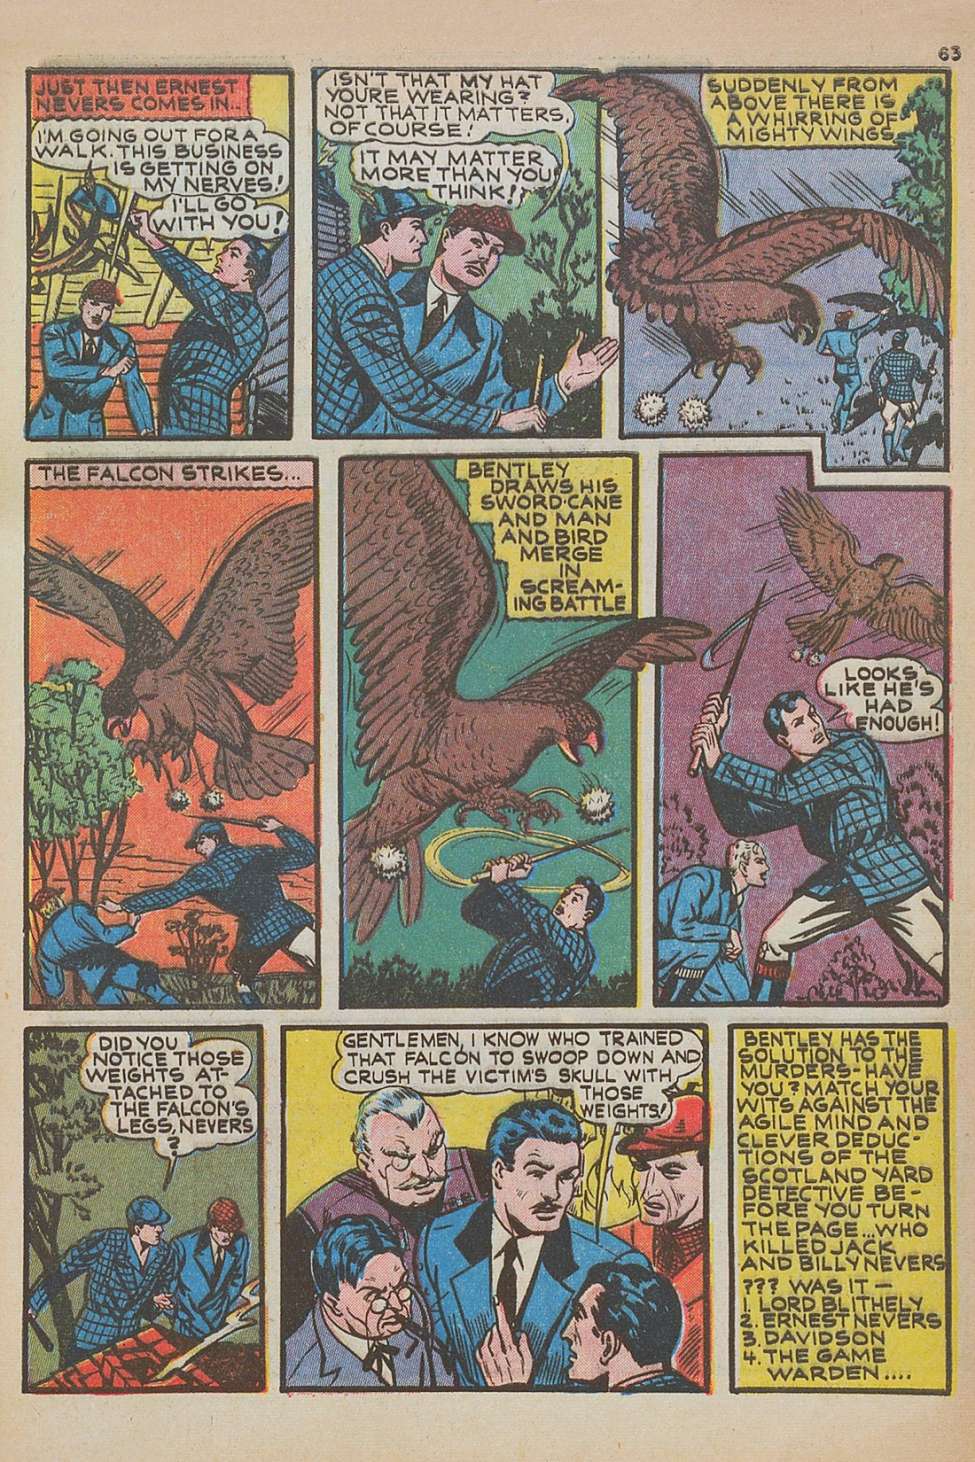 63
JUST THEN ERNEST
NEVERS COMES IN..
I'M GOING OUT FOR A
WALK. THIS BUSINESS
IS GETTING ON
MY NERVES!
I'LL GO
WITH YOU!
ISN'T THAT MY HAT
YOU'RE WEARING?
NOT THAT IT MATTERS,
OF COURSE!
IT MAY MATTER
MORE THAN YOU
THINK!
SUDDENLY FROM
ABOVE THERE IS
A WHIRRING OF
MIGHTY WINGS
THE FALCON STRIKES...
BENTLEY
DRAWS HIS
SWORD-CANE
AND MAN
AND BIRD
MERGE
IN
SCREAM-
ING BATTLE
LOOKS
LIKE HE'S
HAD
ENOUGH!
DID YOU
NOTICE THOSE
WEIGHTS AT-
TACHED TO
THE FALCON'S
LEGS, NEVERS
?
GENTLEMEN, I KNOW WHO TRAINED
THAT FALCON TO SWOOP DOWN AND
CRUSH THE VICTIM'S SKULL WITH
THOSE
WEIGHTS!
BENTLEY HAS THE
SOLUTION TO THE
MURDERS-HAVE
YOU? MATCH YOUR
WITS AGAINST THE
AGILE MIND AND
CLEVER DEDUC-
TIONS OF THE
SCOTLAND YARD
DETECTIVE BE-
FORE YOU TURN
THE PAGE...WHO
KILLED JACK
AND BILLY NEVERS
??? WAS IT—
1. LORD BLITHELY
2. ERNEST NEVERS
3. DAVIDSON
4. THE GAME
WARDEN....